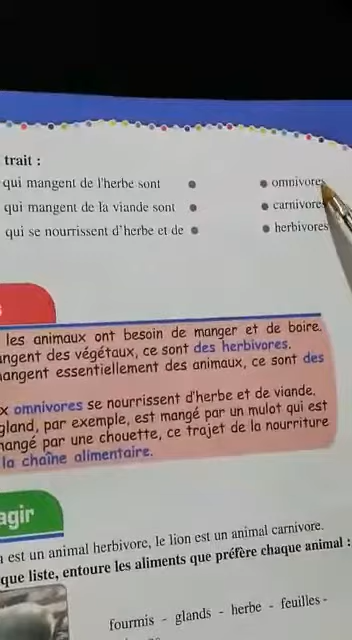 trait :
qui mangent de l'herbe sont • • omnivores
qui mangent de la viande sont • • carnivores
qui se nourrissent d'herbe et de • • herbivores
les animaux ont besoin de manger et de boire.
angent des végétaux, ce sont des herbivores.
angent essentiellement des animaux, ce sont des
x omnivores se nourrissent d'herbe et de viande.
gland, par exemple, est mangé par un mulot qui est
angé par une chouette, ce trajet de la nourriture
la chaîne alimentaire.
agir
est un animal herbivore, le lion est un animal carnivore.
que liste, entoure les aliments que préfère chaque animal :
fourmis - glands - herbe - feuilles -